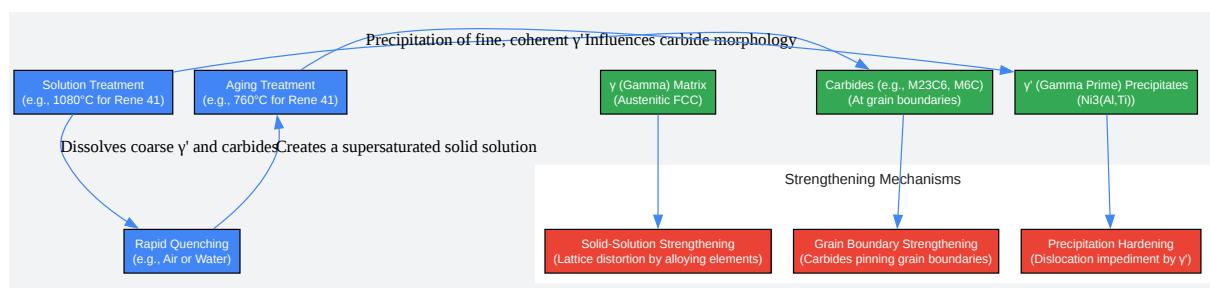 Precipitation of fine, coherent γ'
Influences carbide morphology
Solution Treatment
(e.g., 1080°C for Rene 41)
Aging Treatment
(e.g., 760°C for Rene 41)
γ (Gamma) Matrix
(Austenitic FCC)
Carbides (e.g., M23C6, M6C)
(At grain boundaries)
γ' (Gamma Prime) Precipitates
(Ni3(Al,Ti))
Dissolves coarse γ' and carbides
Creates a supersaturated solid solution
Strengthening Mechanisms
Rapid Quenching
(e.g., Air or Water)
Solid-Solution Strengthening
(Lattice distortion by alloying elements)
Grain Boundary Strengthening
(Carbides pinning grain boundaries)
Precipitation Hardening
(Dislocation impediment by γ')